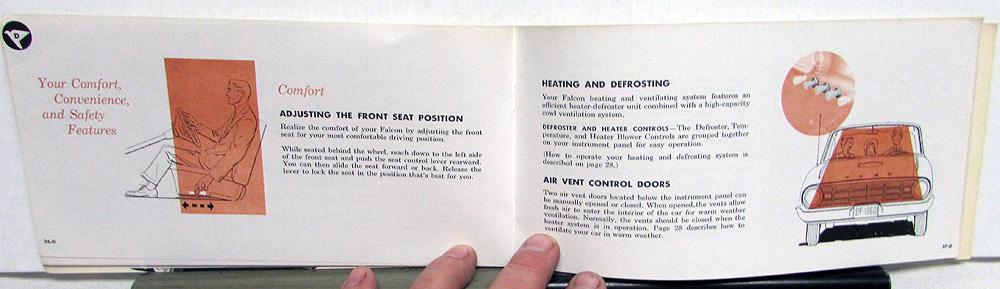 D
Your Comfort,
Convenience,
and Safety
Features
Comfort
ADJUSTING THE FRONT SEAT POSITION
Realize the comfort of your Falcon by adjusting the front
seat for your most comfortable driving position.
While seated behind the wheel, reach down to the left side
of the front seat and push the seat control lever rearward.
You can then slide the seat forward or back. Release the
lever to lock the seat in the position that's best for you.
36-D
HEATING AND DEFROSTING
Your Falcon heating and ventilating system features an
efficient heater-defroster unit combined with a high-capacity
cowl ventilation system.
DEFROSTER AND HEATER CONTROLS—The Defroster, Tem-
perature, and Heater Blower Controls are grouped together
on your instrument panel for easy operation.
(How to operate your heating and defrosting system is
described on page 28.)
AIR VENT CONTROL DOORS
Two air vent doors located below the instrument panel can
be manually opened or closed. When opened, the vents allow
fresh air to enter the interior of the car for warm weather
ventilation. Normally, the vents should be closed when the
heater system is in operation. Page 28 describes how to
ventilate your car in warm weather.
37-D